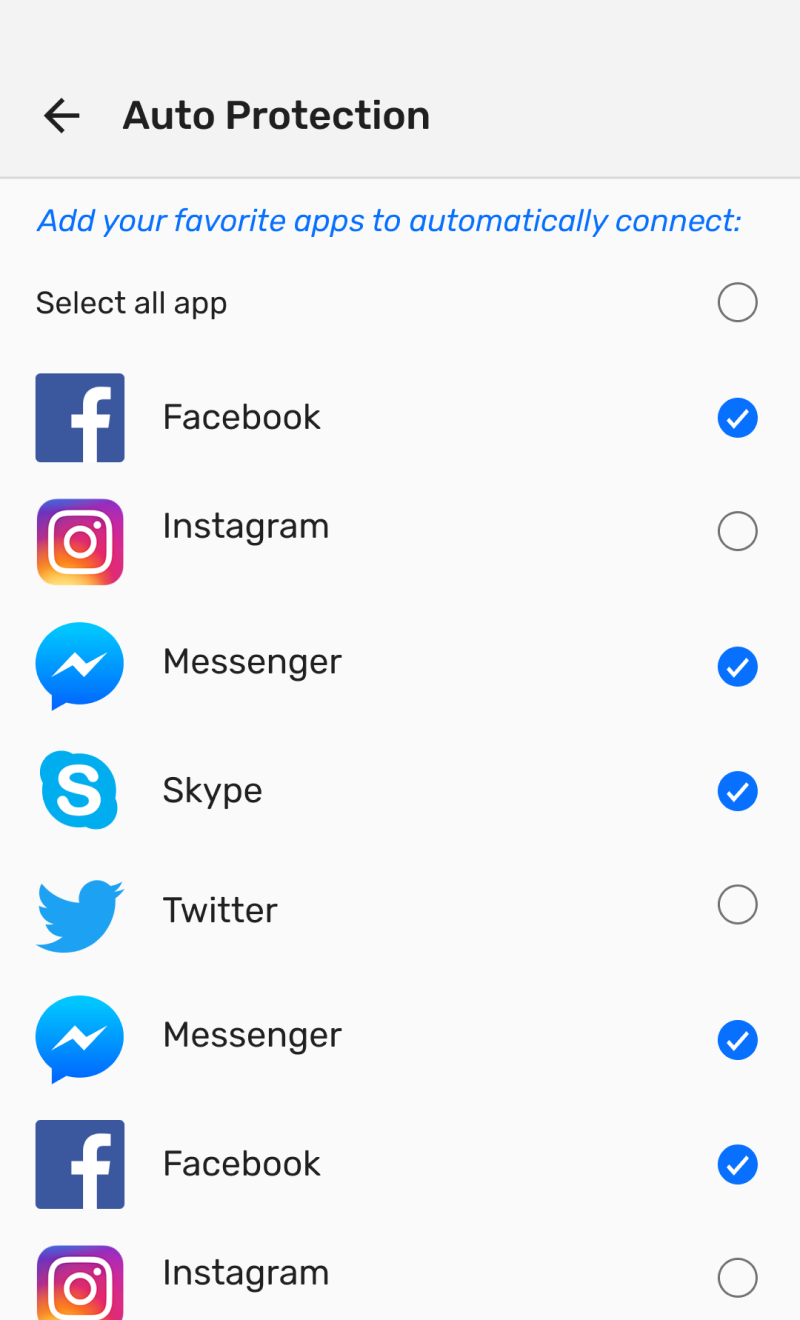 Auto Protection
Add your favorite apps to automatically connect:
Select all app
Facebook
Instagram
Messenger
Skype
Twitter
Messenger
Facebook
Instagram